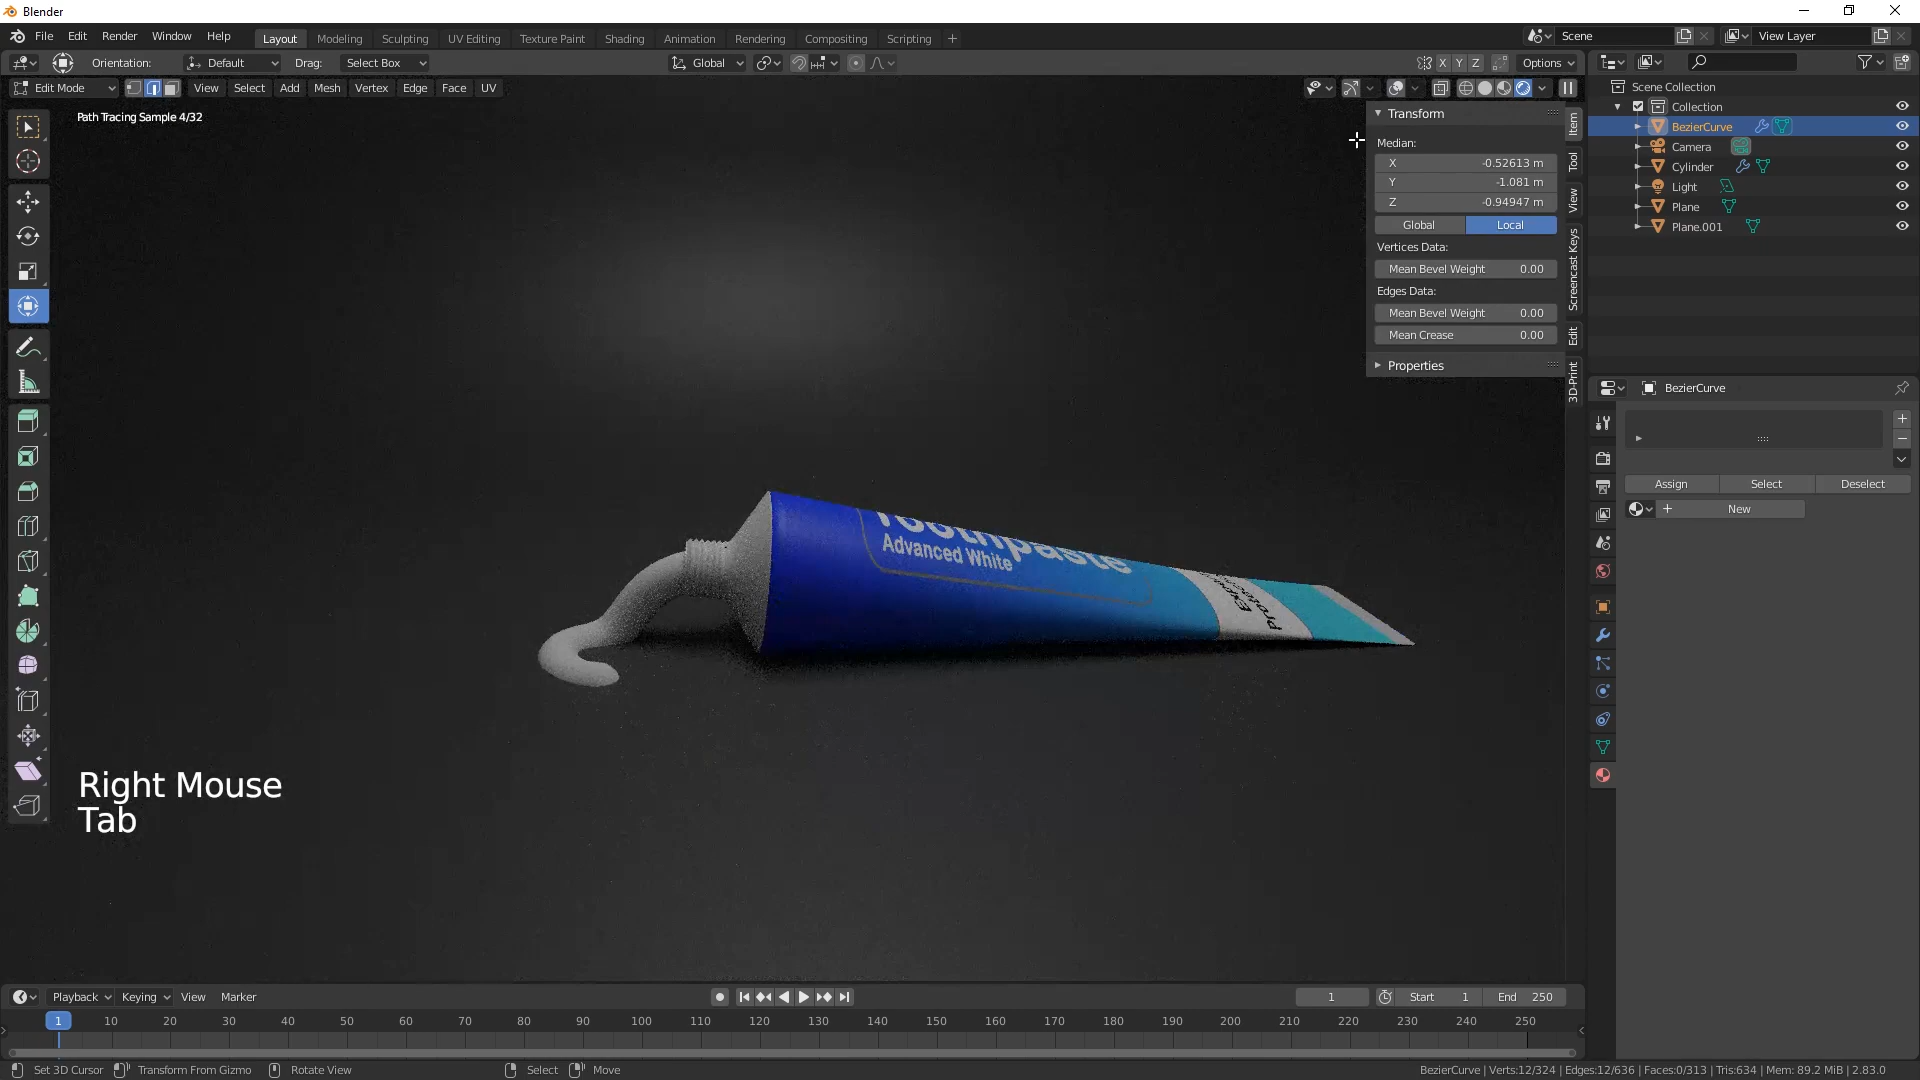 Blender
File Edit Render Window Help
Layout Modeling Sculpting UV Editing Texture Paint Shading Animation Rendering Compositing Scripting
Scene
View Layer
Orientation: Default Drag: Select Box
Global
X Y Z Options
Edit Mode View Select Add Mesh Vertex Edge Face UV
Path Tracing Sample 4/32
Transform
Median:
X -0.52613 m
Y -1.081 m
Z -0.94947 m
Global Local
Vertices Data:
Mean Bevel Weight 0.00
Edges Data:
Mean Bevel Weight 0.00
Mean Crease 0.00
Properties
Item
Tool
View
Screencast Keys
Edit
3D-Print
Scene Collection
Collection
BezierCurve
Camera
Cylinder
Light
Plane
Plane.001
BezierCurve
Assign Select Deselect
New
Toothpaste
Advanced White
Right Mouse
Tab
Playback Keying View Marker
1 Start 1 End 250
1 10 20 30 40 50 60 70 80 90 100 110 120 130 140 150 160 170 180 190 200 210 220 230 240 250
Set 3D Cursor Transform From Gizmo Rotate View Select Move
BezierCurve | Verts:12/324 | Edges:12/636 | Faces:0/313 | Tris:634 | Mem: 89.2 MiB | 2.83.0